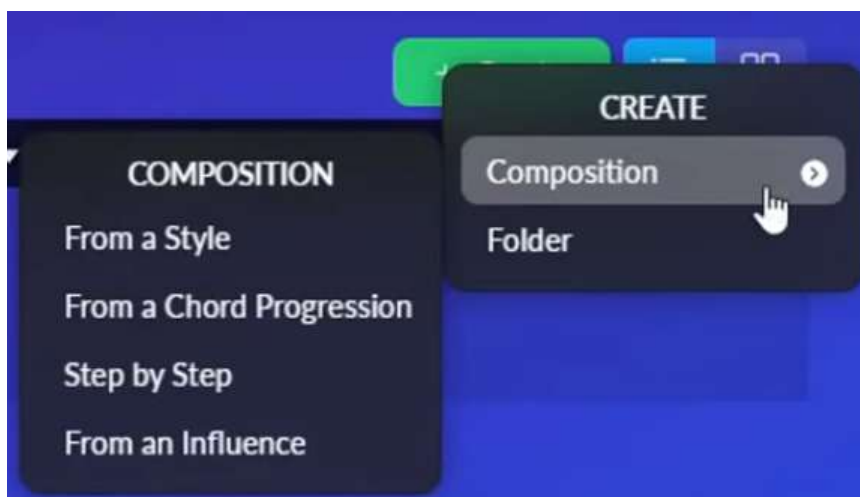 CREATE
Composition
Folder
COMPOSITION
From a Style
From a Chord Progression
Step by Step
From an Influence